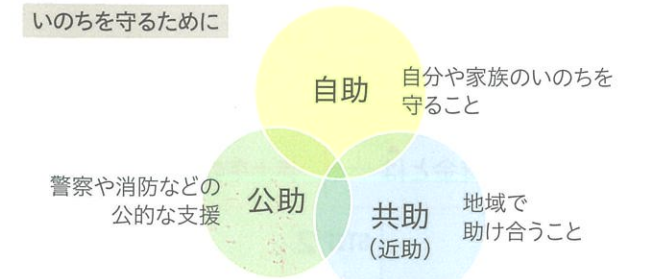 いのちを守るために
自助
自分や家族のいのちを
守ること
警察や消防などの
公的な支援
公助
共助
（近助）
地域で
助け合うこと